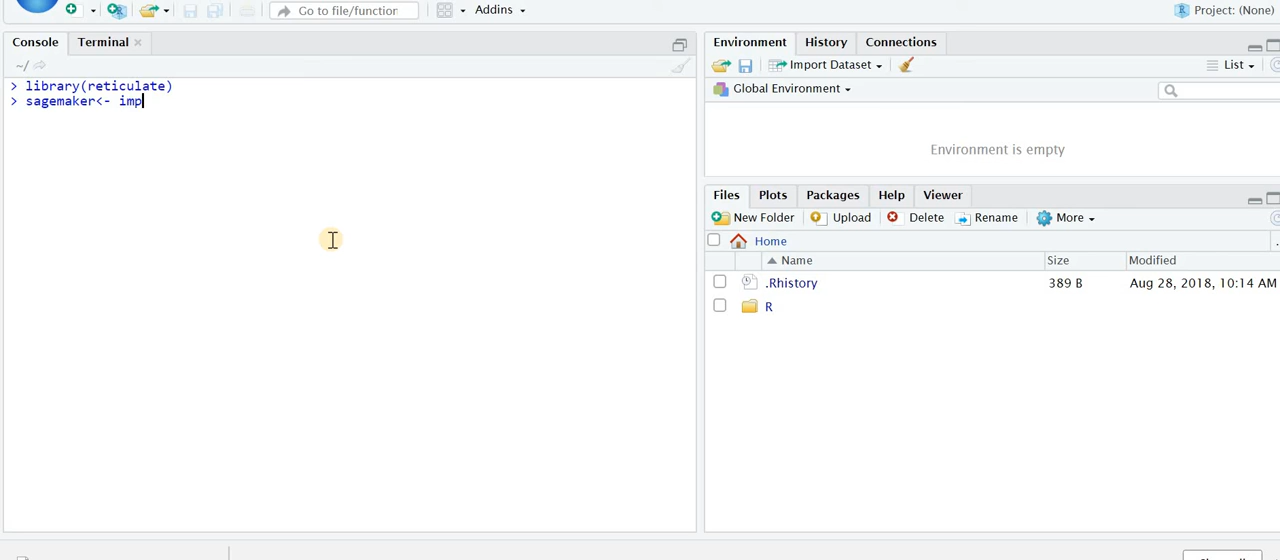 Go to file/functior
Addins
Project: (None)
Console
Terminal
~/
> library(reticulate)
> sagemaker<- imp
Environment
History
Connections
Import Dataset
List
Global Environment
Environment is empty
Files
Plots
Packages
Help
Viewer
New Folder
Upload
Delete
Rename
More
Home
Name
Size
Modified
.Rhistory
389 B
Aug 28, 2018, 10:14 AM
R